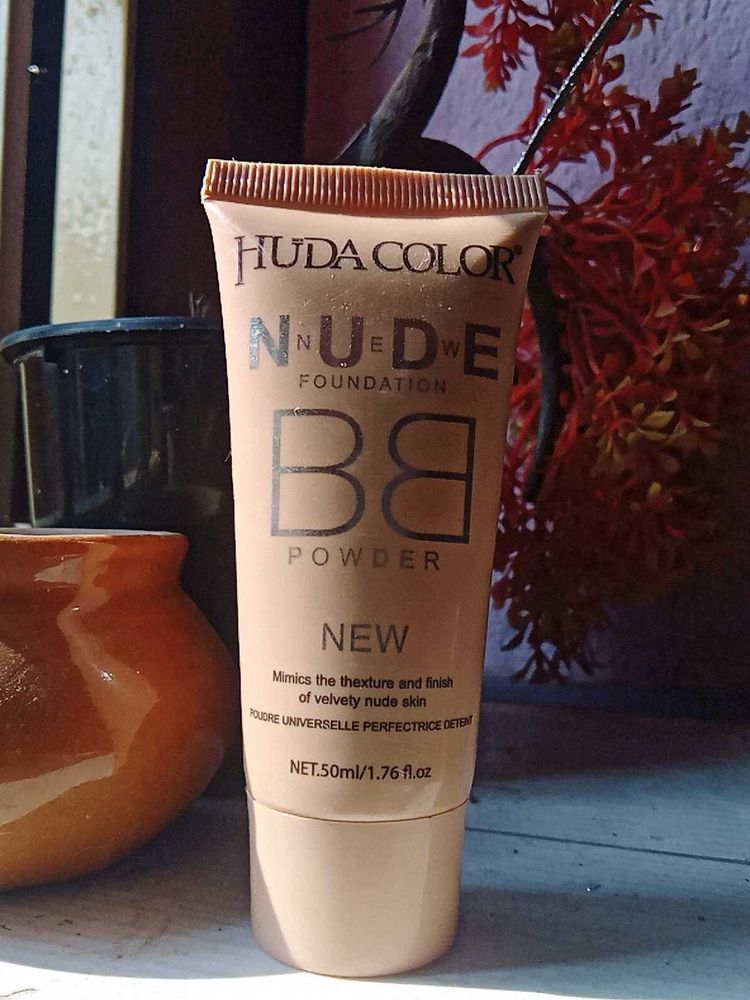 HUDA COLOR®
NUDE
NEW
FOUNDATION
BB
POWDER
NEW
Mimics the thexture and finish
of velvety nude skin
POUDRE UNIVERSELLE PERFECTRICE DETEINT
NET.50ml/1.76 fl.oz